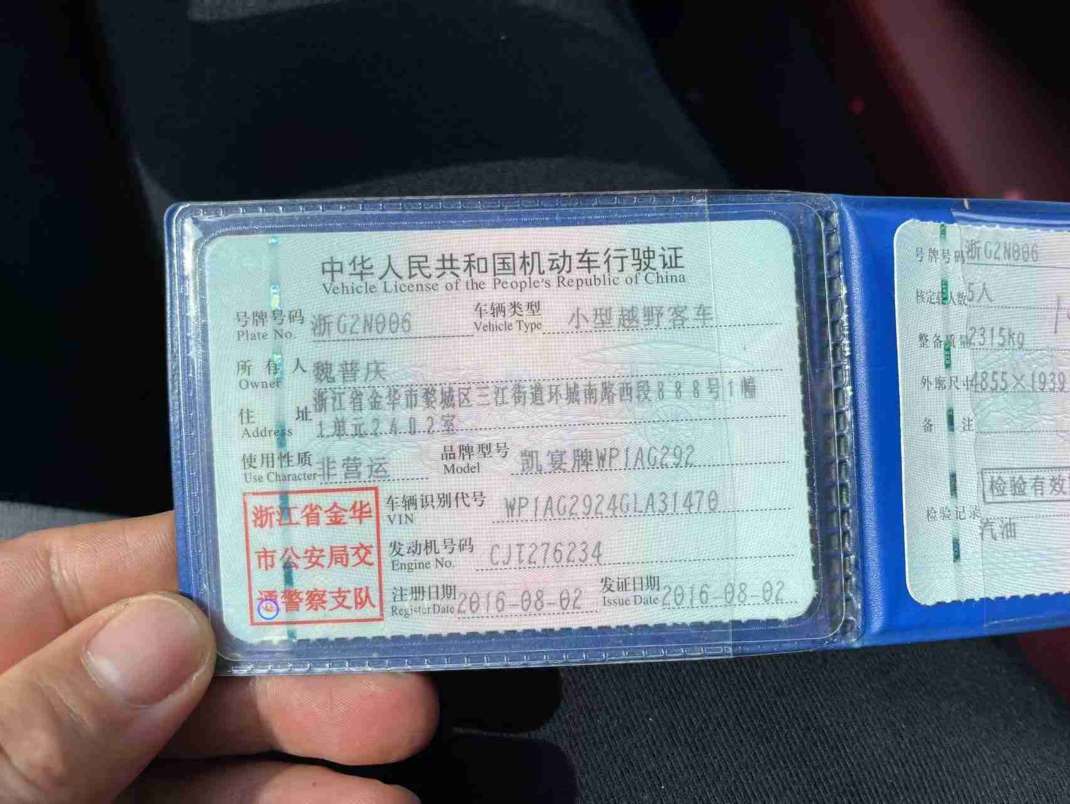 中华人民共和国机动车行驶证
Vehicle License of the People's Republic of China
号牌号码 浙G2N006 车辆类型 小型越野客车
Plate No. Vehicle Type
所有人 魏普庆
Owner
浙江省金华市婺城区三江街道环城南路西段888号1幢
住址 1单元2402室
Address
使用性质 非营运 品牌型号 凯宴牌WP1AG292
Use Character Model
浙江省金华
市公安局交
通警察支队
车辆识别代号 WP1AG2924GLA31470
VIN
发动机号码 CJT276234
Engine No.
注册日期 2016-08-02 发证日期 2016-08-02
Register Date Issue Date
号牌号码 浙G2N006
核定载人数 5人
整备质量 2315kg
外廓尺寸 4855×1939
备注
检验有效
检验记录
汽油